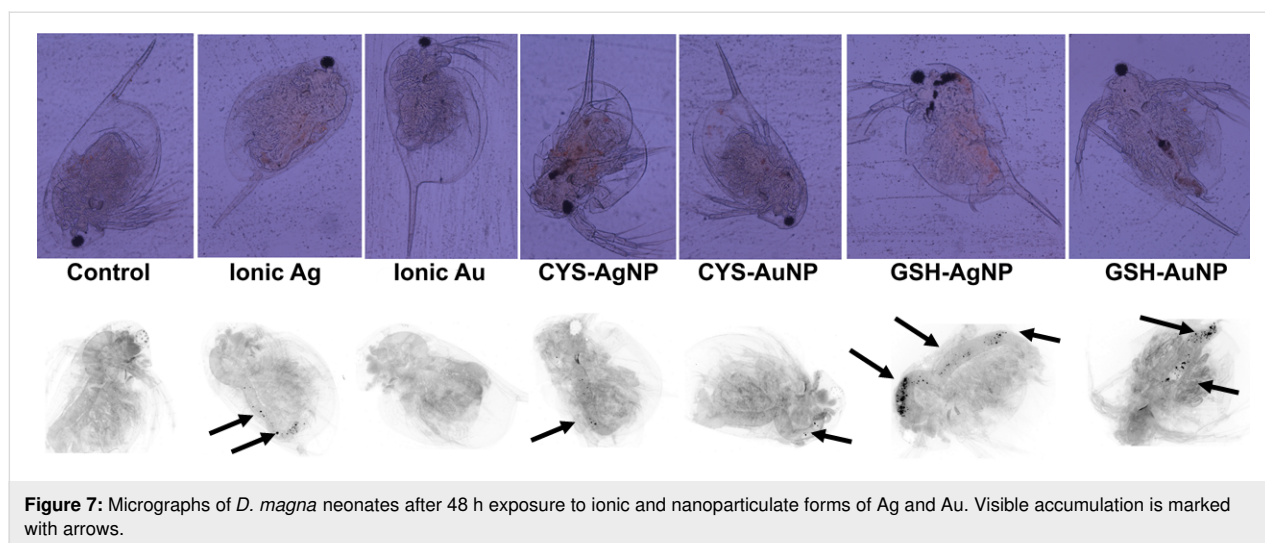 Control
Ionic Ag
Ionic Au
CYS-AgNP
CYS-AuNP
GSH-AgNP
GSH-AuNP
Figure 7: Micrographs of D. magna neonates after 48 h exposure to ionic and nanoparticulate forms of Ag and Au. Visible accumulation is marked
with arrows.